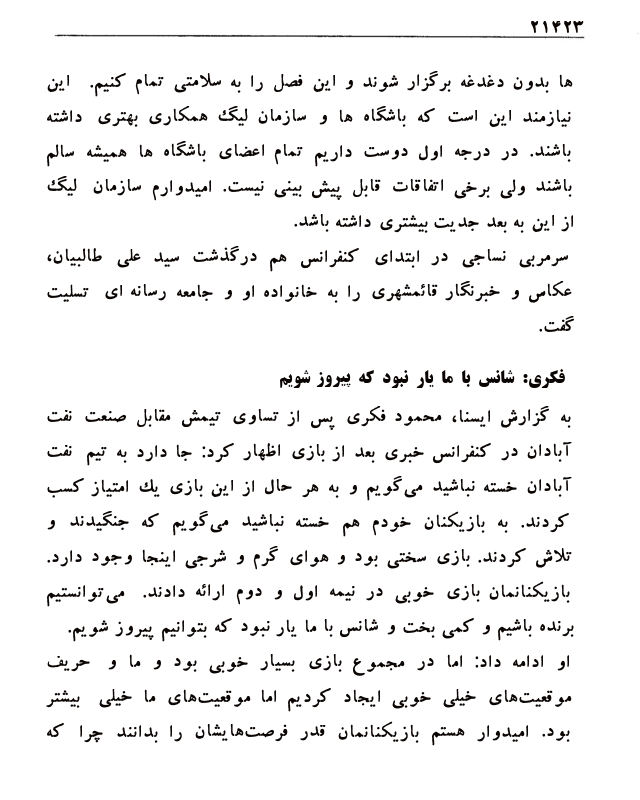 ۲۱۴۲۳
ها بدون دغدغه برگزار شوند و این فصل را به سلامتی تمام کنیم. این
نیازمند این است که باشگاه ها و سازمان لیگ همکاری بهتری داشته
باشند. در درجه اول دوست داریم تمام اعضای باشگاه ها همیشه سالم
باشند ولی برخی اتفاقات قابل پیش بینی نیست. امیدوارم سازمان لیگ
از این به بعد جدیت بیشتری داشته باشد.
سرمربی نساجی در ابتدای کنفرانس هم درگذشت سید علی طالبیان،
عکاس و خبرنگار قائمشهری را به خانواده او و جامعه رسانه ای تسلیت
گفت.
فکری: شانس با ما یار نبود که پیروز شویم
به گزارش ایسنا، محمود فکری پس از تساوی تیمش مقابل صنعت نفت
آبادان در کنفرانس خبری بعد از بازی اظهار کرد: جا دارد به تیم نفت
آبادان خسته نباشید می‌گویم و به هر حال از این بازی یك امتیاز کسب
کردند. به بازیکنان خودم هم خسته نباشید می‌گویم که جنگیدند و
تلاش کردند. بازی سختی بود و هوای گرم و شرجی اینجا وجود دارد.
بازیکنانمان بازی خوبی در نیمه اول و دوم ارائه دادند. می‌توانستیم
برنده باشیم و کمی بخت و شانس با ما یار نبود که بتوانیم پیروز شویم.
او ادامه داد: اما در مجموع بازی بسیار خوبی بود و ما و حریف
موقعیت‌های خیلی خوبی ایجاد کردیم اما موقعیت‌های ما خیلی بیشتر
بود. امیدوار هستم بازیکنانمان قدر فرصت‌هایشان را بدانند چرا که